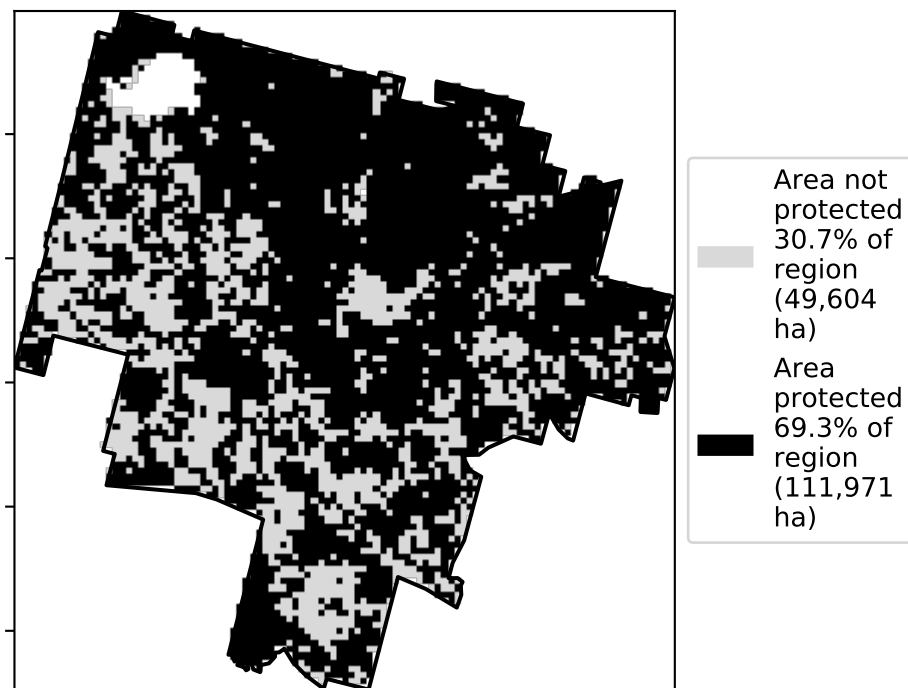 Area not
protected
30.7% of
region
(49,604
ha)
Area
protected
69.3% of
region
(111,971
ha)